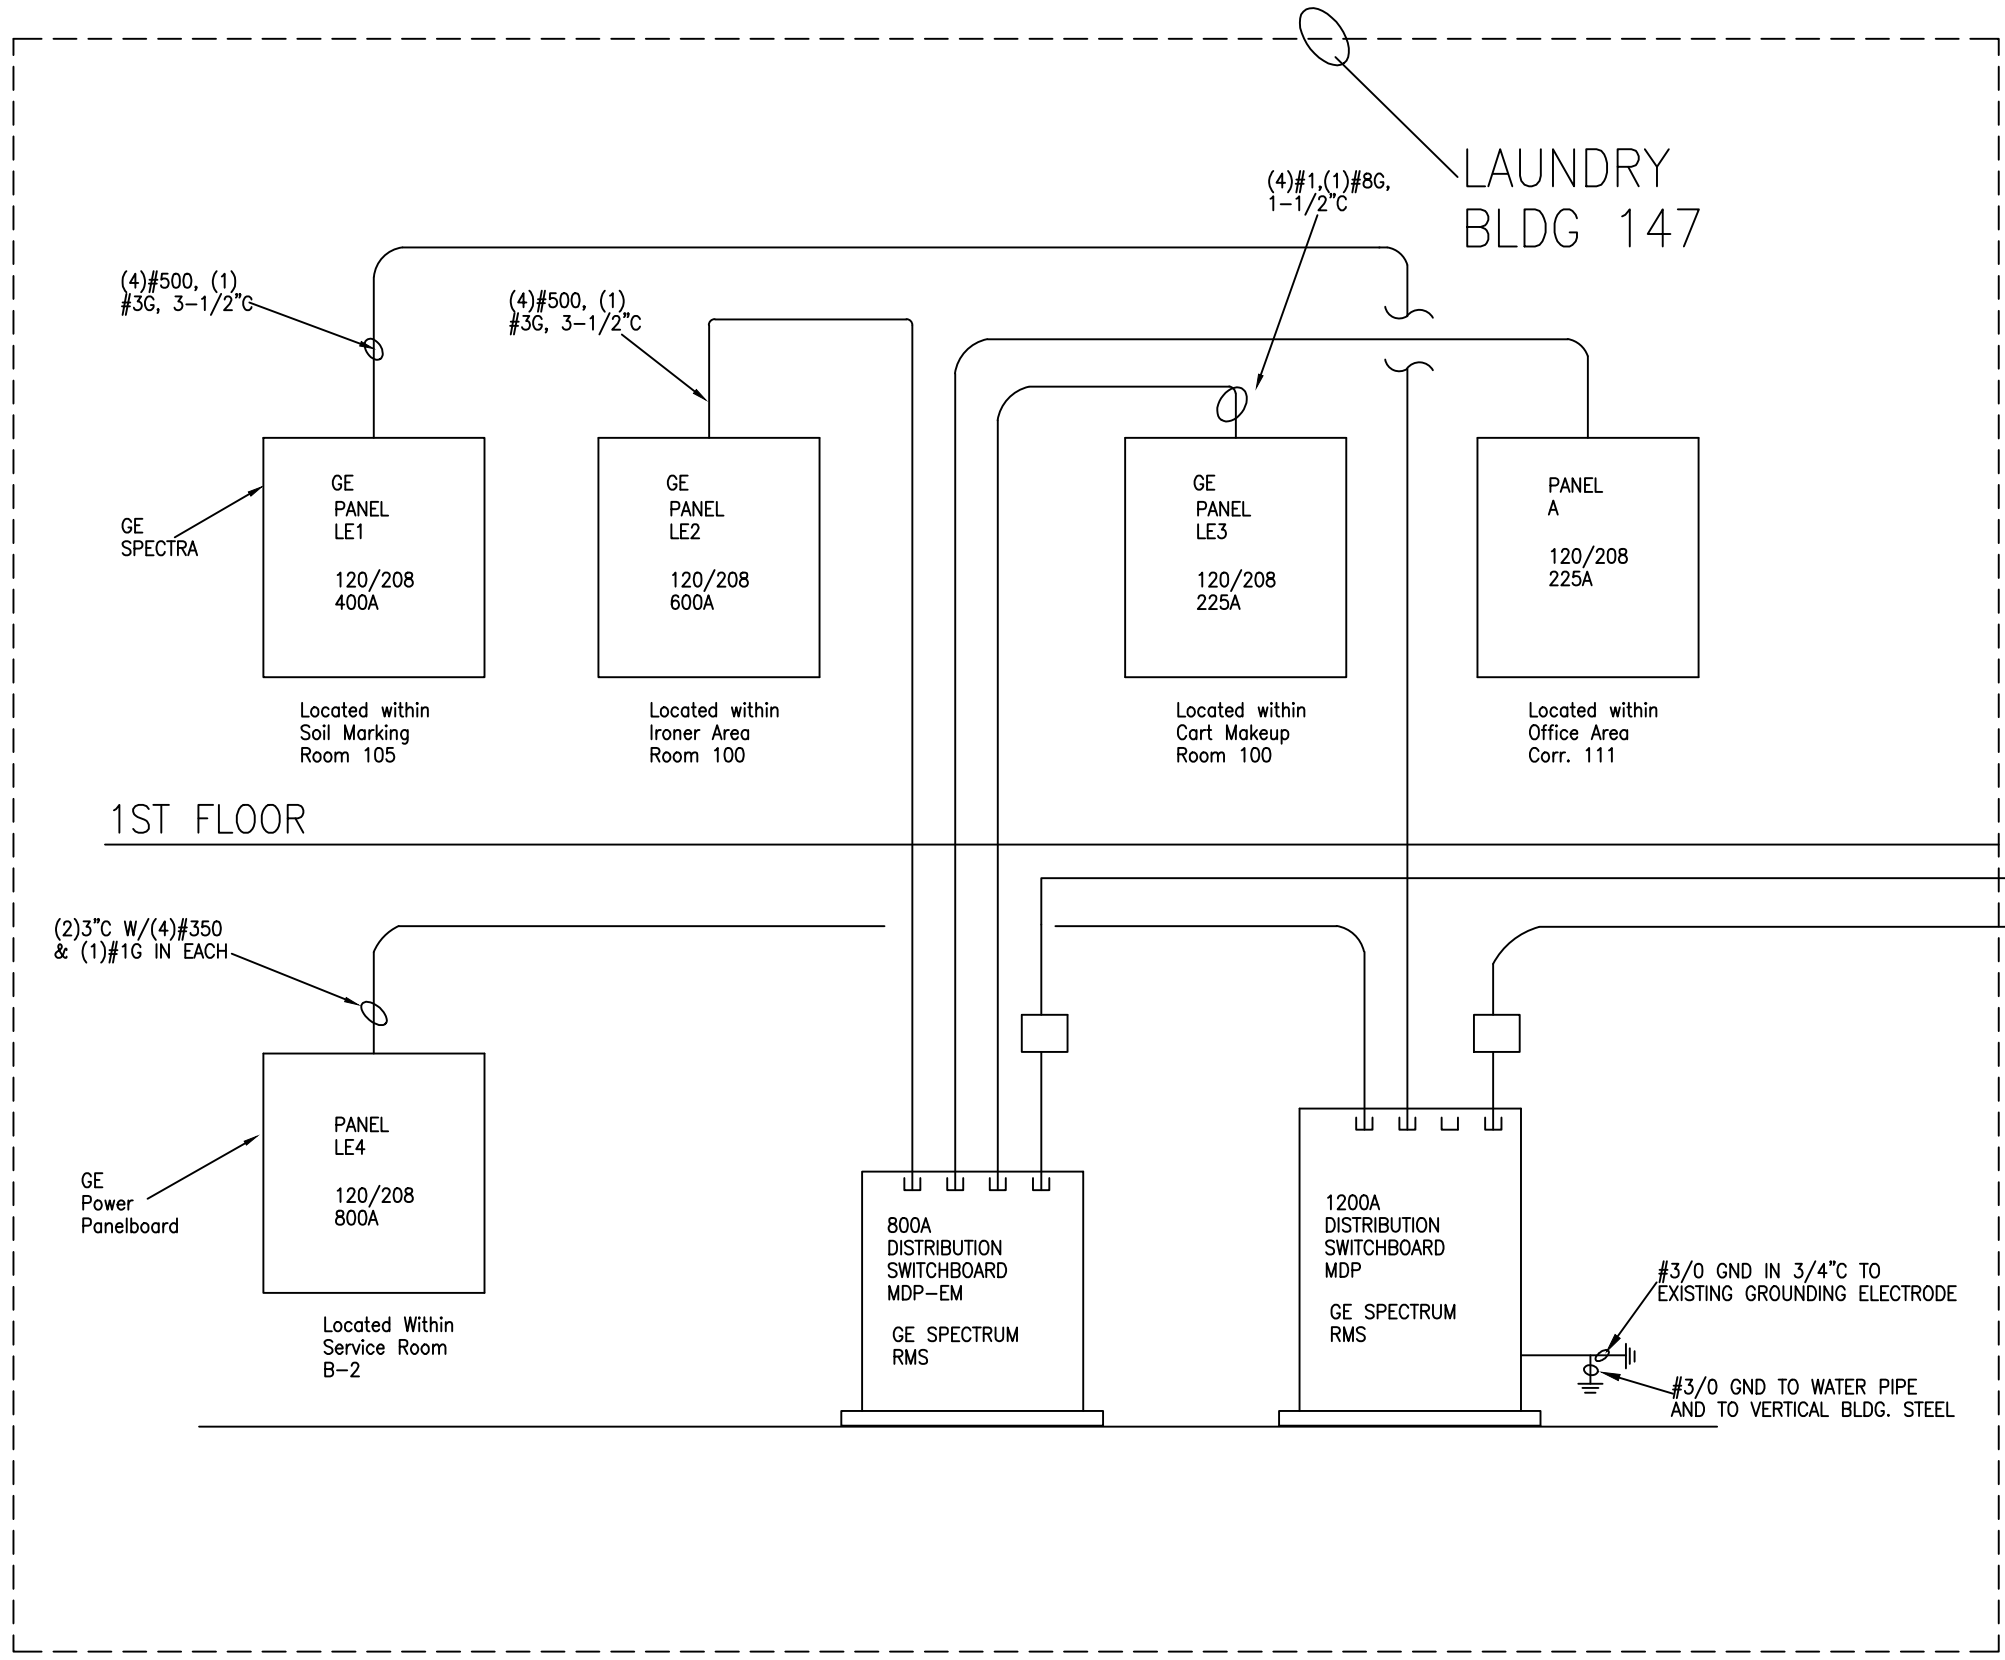 LAUNDRY
BLDG 147
(4)#1,(1)#8G,
1-1/2"C
(4)#500, (1)
#3G, 3-1/2"C
(4)#500, (1)
#3G, 3-1/2"C
GE
SPECTRA
GE
PANEL
LE1
120/208
400A
GE
PANEL
LE2
120/208
600A
GE
PANEL
LE3
120/208
225A
PANEL
A
120/208
225A
Located within
Soil Marking
Room 105
Located within
Ironer Area
Room 100
Located within
Cart Makeup
Room 100
Located within
Office Area
Corr. 111
1ST FLOOR
(2)3"C W/(4)#350
& (1)#1G IN EACH
GE
Power
Panelboard
PANEL
LE4
120/208
800A
Located Within
Service Room
B-2
800A
DISTRIBUTION
SWITCHBOARD
MDP-EM
GE SPECTRUM
RMS
1200A
DISTRIBUTION
SWITCHBOARD
MDP
GE SPECTRUM
RMS
#3/0 GND IN 3/4"C TO
EXISTING GROUNDING ELECTRODE
#3/0 GND TO WATER PIPE
AND TO VERTICAL BLDG. STEEL